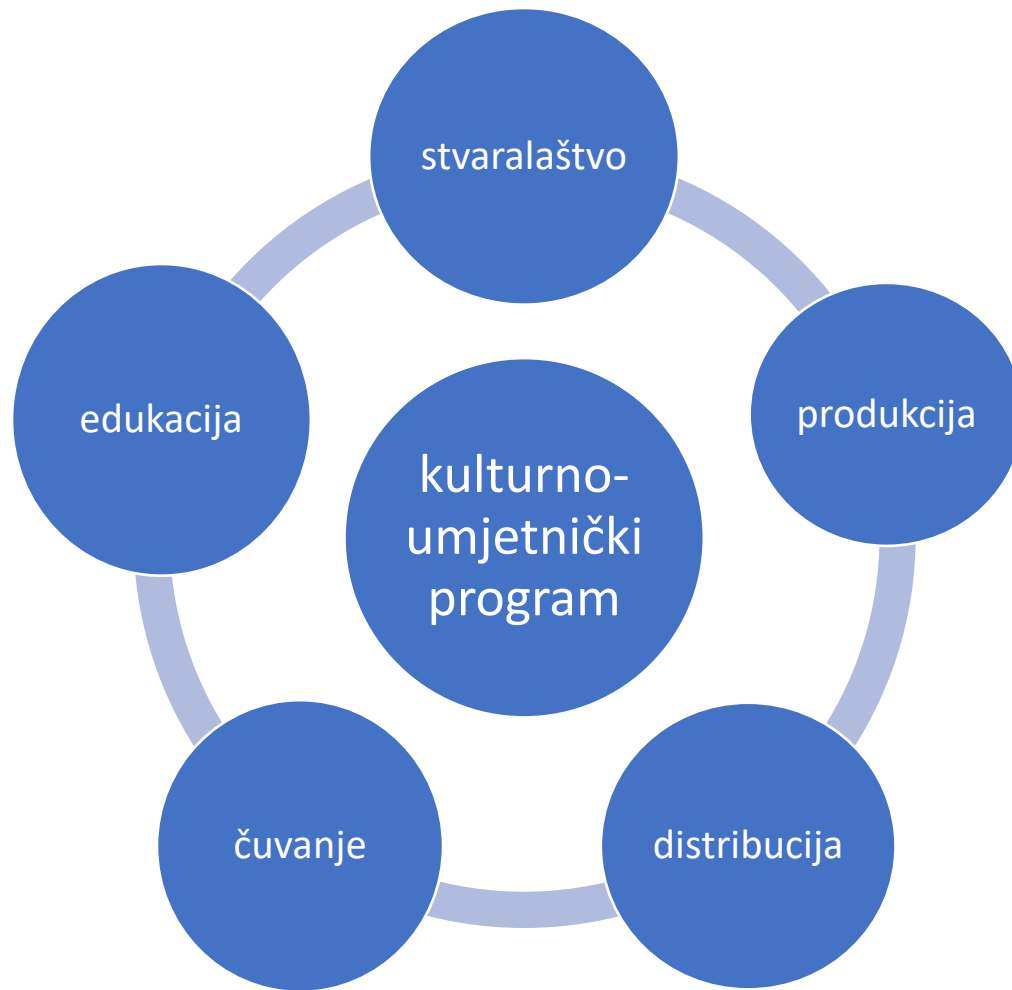 stvaralaštvo
produkcija
edukacija
kulturno-
umjetnički
program
čuvanje
distribucija